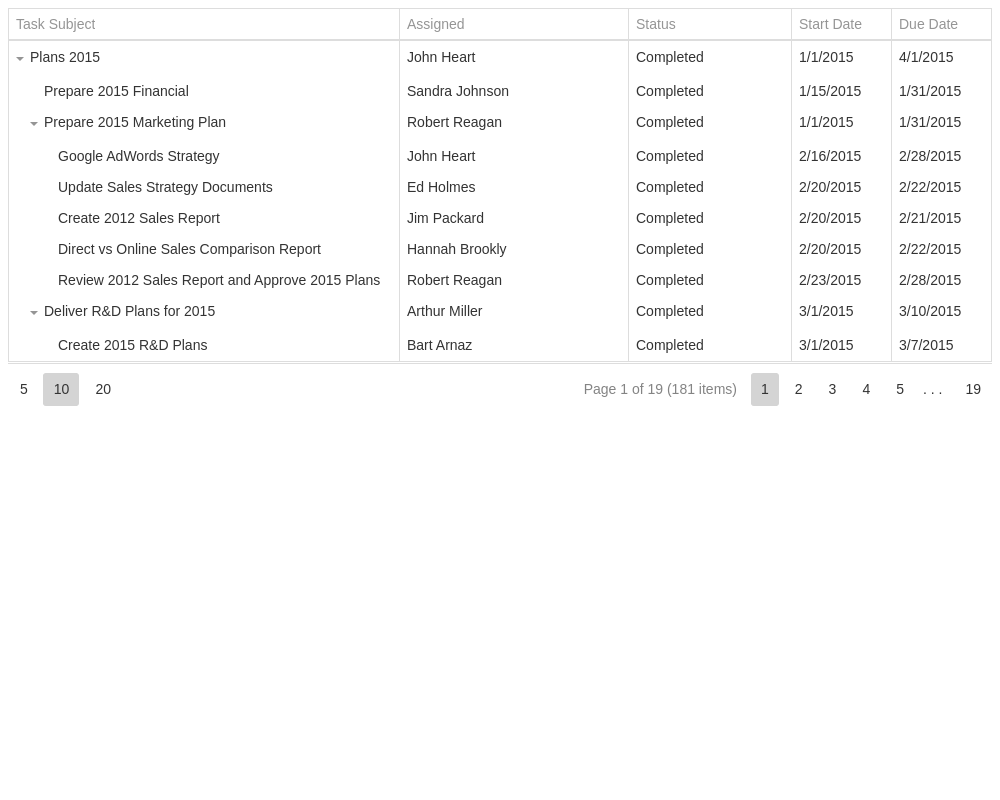 Task Subject Assigned Status Start Date Due Date
Plans 2015 John Heart Completed 1/1/2015 4/1/2015
Prepare 2015 Financial Sandra Johnson Completed 1/15/2015 1/31/2015
Prepare 2015 Marketing Plan Robert Reagan Completed 1/1/2015 1/31/2015
Google AdWords Strategy John Heart Completed 2/16/2015 2/28/2015
Update Sales Strategy Documents Ed Holmes Completed 2/20/2015 2/22/2015
Create 2012 Sales Report Jim Packard Completed 2/20/2015 2/21/2015
Direct vs Online Sales Comparison Report Hannah Brookly Completed 2/20/2015 2/22/2015
Review 2012 Sales Report and Approve 2015 Plans Robert Reagan Completed 2/23/2015 2/28/2015
Deliver R&D Plans for 2015 Arthur Miller Completed 3/1/2015 3/10/2015
Create 2015 R&D Plans Bart Arnaz Completed 3/1/2015 3/7/2015
5 10 20 Page 1 of 19 (181 items) 1 2 3 4 5 . . . 19